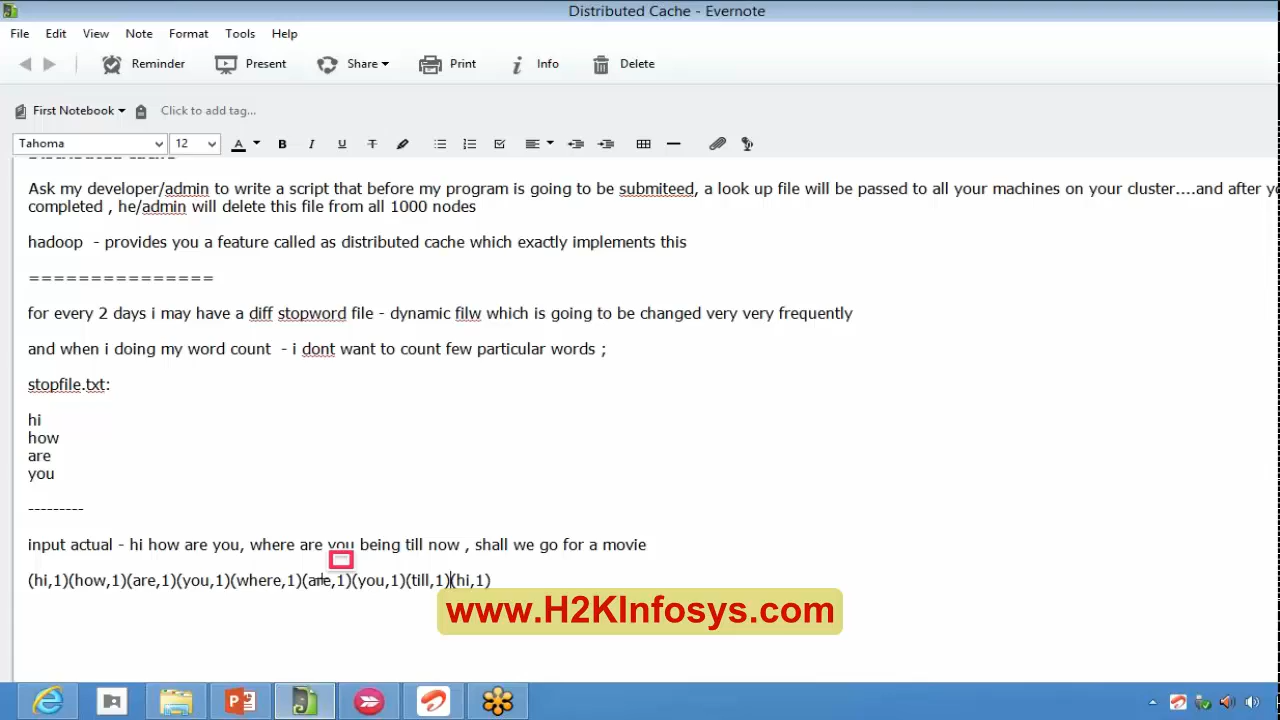 Distributed Cache - Evernote
File Edit View Note Format Tools Help
Reminder Present Share Print Info Delete
First Notebook Click to add tag...
Tahoma 12 A B I U T
Ask my developer/admin to write a script that before my program is going to be submiteed, a look up file will be passed to all your machines on your cluster....and after
completed , he/admin will delete this file from all 1000 nodes
hadoop - provides you a feature called as distributed cache which exactly implements this
===============
for every 2 days i may have a diff stopword file - dynamic filw which is going to be changed very very frequently
and when i doing my word count - i dont want to count few particular words ;
stopfile.txt:
hi
how
are
you
---------
input actual - hi how are you, where are you being till now , shall we go for a movie
(hi,1)(how,1)(are,1)(you,1)(where,1)(are,1)(you,1)(till,1)(hi,1)
www.H2KInfosys.com